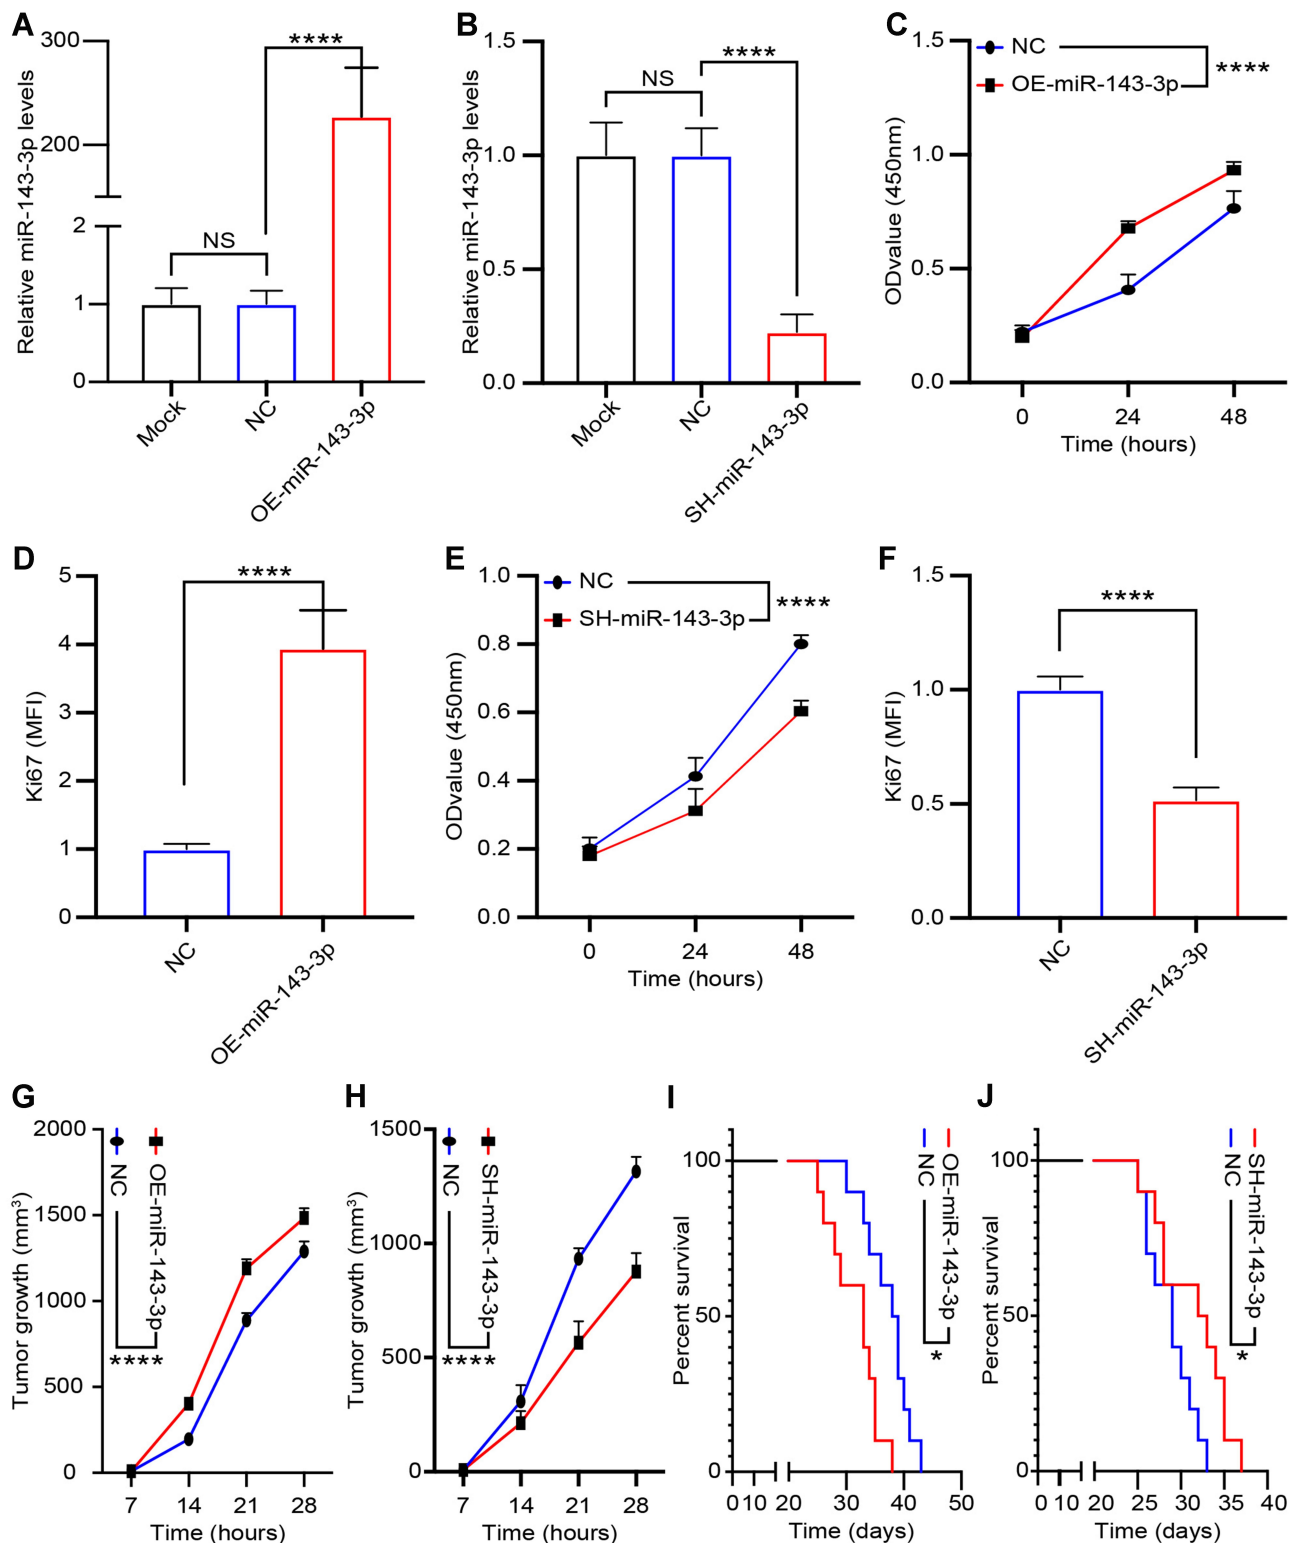 A
Relative miR-143-3p levels
300
200
2
1
0
NS
****
Mock
NC
OE-miR-143-3p
B
Relative miR-143-3p levels
1.5
1.0
0.5
0.0
NS
****
Mock
NC
SH-miR-143-3p
C
ODvalue (450nm)
1.5
1.0
0.5
0.0
NC
OE-miR-143-3p
****
0 24 48
Time (hours)
D
Ki67 (MFI)
5
4
3
2
1
0
****
NC
OE-miR-143-3p
E
ODvalue (450nm)
1.0
0.8
0.6
0.4
0.2
0.0
NC
SH-miR-143-3p
****
0 24 48
Time (hours)
F
Ki67 (MFI)
1.5
1.0
0.5
0.0
****
NC
SH-miR-143-3p
G
Tumor growth (mm³)
2000
1500
1000
500
0
NC
OE-miR-143-3p
****
7 14 21 28
Time (hours)
H
Tumor growth (mm³)
1500
1000
500
0
NC
SH-miR-143-3p
****
7 14 21 28
Time (hours)
I
Percent survival
100
50
0
OE-miR-143-3p
NC
*
0 10 20 30 40 50
Time (days)
J
Percent survival
100
50
0
SH-miR-143-3p
NC
*
0 10 20 25 30 35 40
Time (days)